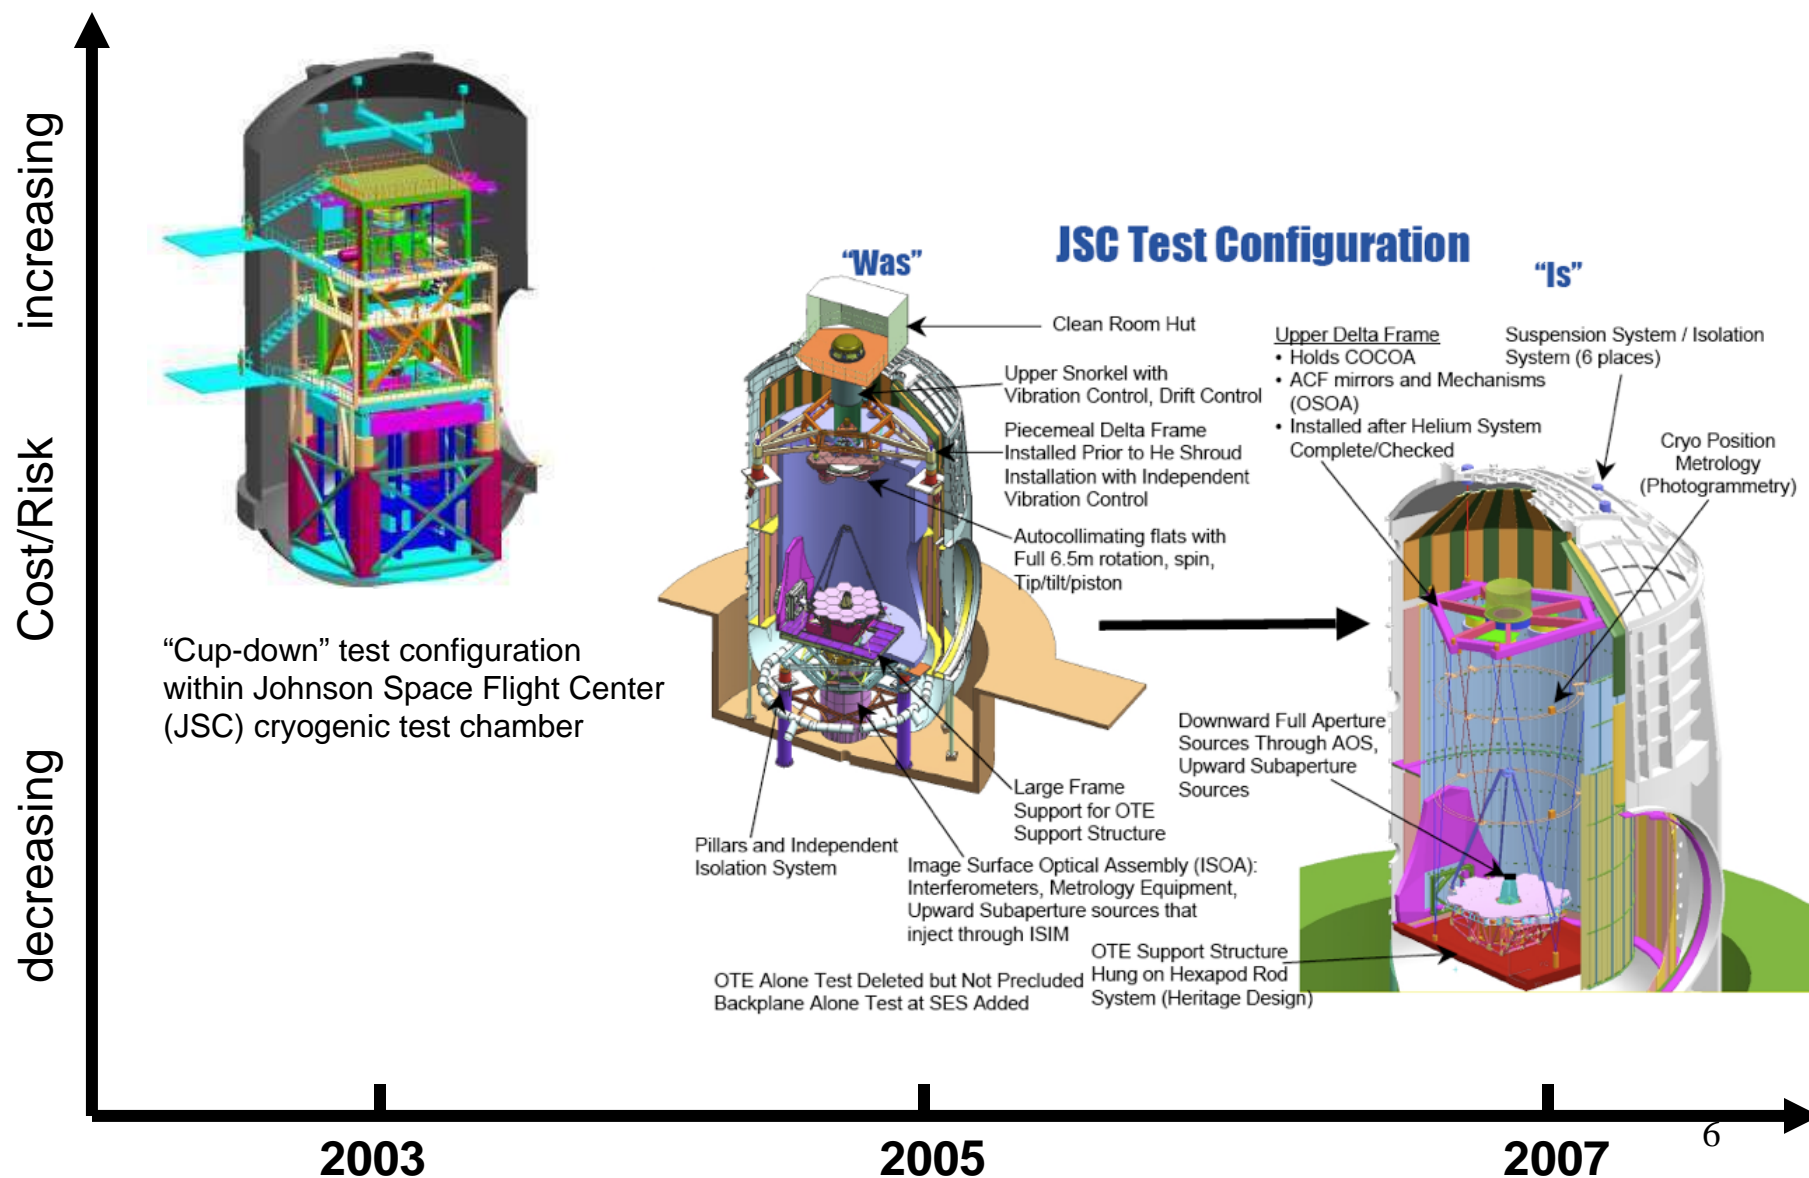 increasing
Cost/Risk
decreasing
“Cup-down” test configuration
within Johnson Space Flight Center
(JSC) cryogenic test chamber
JSC Test Configuration
“Was”
“Is”
Clean Room Hut
Upper Snorkel with
Vibration Control, Drift Control
Piecemeal Delta Frame
Installed Prior to He Shroud
Installation with Independent
Vibration Control
Autocollimating flats with
Full 6.5m rotation, spin,
Tip/tilt/piston
Large Frame
Support for OTE
Support Structure
Pillars and Independent
Isolation System
Image Surface Optical Assembly (ISOA):
Interferometers, Metrology Equipment,
Upward Subaperture sources that
inject through ISIM
OTE Alone Test Deleted but Not Precluded
Backplane Alone Test at SES Added
Upper Delta Frame
• Holds COCOA
• ACF mirrors and Mechanisms
(OSOA)
• Installed after Helium System
Complete/Checked
Suspension System / Isolation
System (6 places)
Cryo Position
Metrology
(Photogrammetry)
Downward Full Aperture
Sources Through AOS,
Upward Subaperture
Sources
OTE Support Structure
Hung on Hexapod Rod
System (Heritage Design)
2003
2005
2007
6